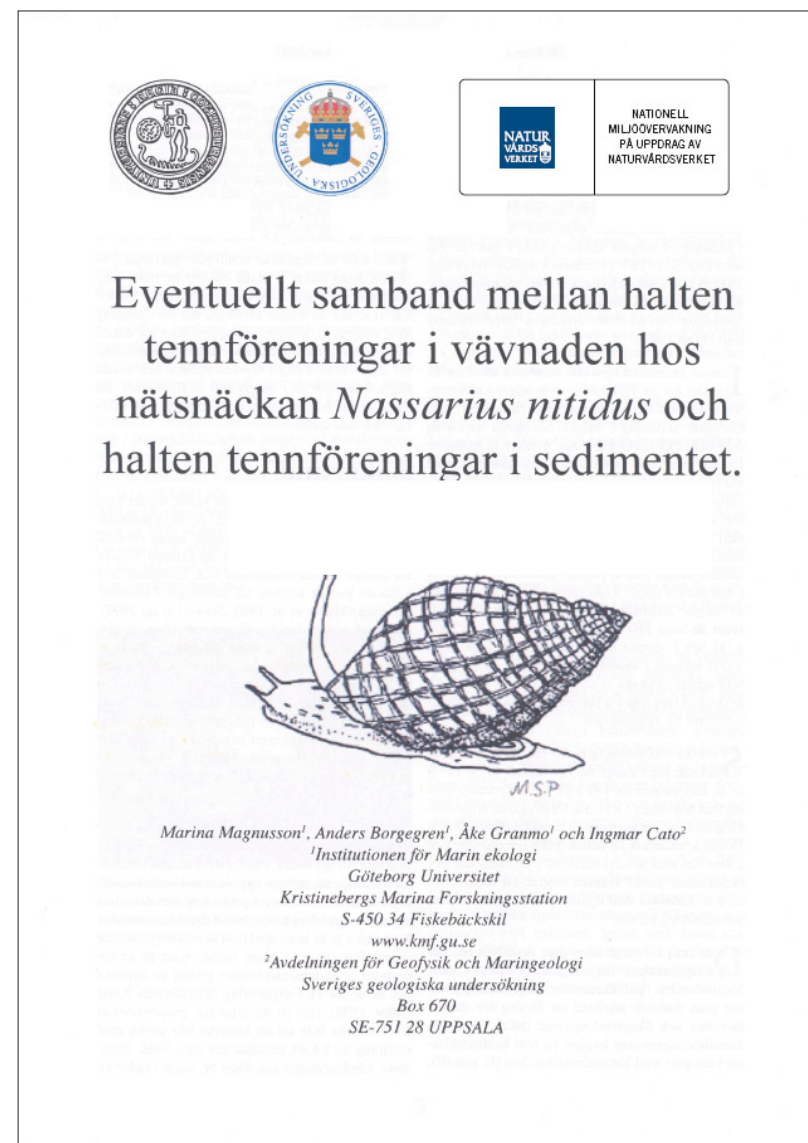 SVERIGES · GEOLOGISKA · UNDERSÖKNING ·
NATUR
VÅRDS
VERKET
NATIONELL
MILJÖÖVERVAKNING
PÅ UPPDRAG AV
NATURVÅRDSVERKET
Eventuellt samband mellan halten
tennföreningar i vävnaden hos
nätsnäckan Nassarius nitidus och
halten tennföreningar i sedimentet.
M.S.P
Marina Magnusson¹, Anders Borgegren¹, Åke Granmo¹ och Ingmar Cato²
¹Institutionen för Marin ekologi
Göteborg Universitet
Kristinebergs Marina Forskningsstation
S-450 34 Fiskebäckskil
www.kmf.gu.se
²Avdelningen för Geofysik och Maringeologi
Sveriges geologiska undersökning
Box 670
SE-751 28 UPPSALA